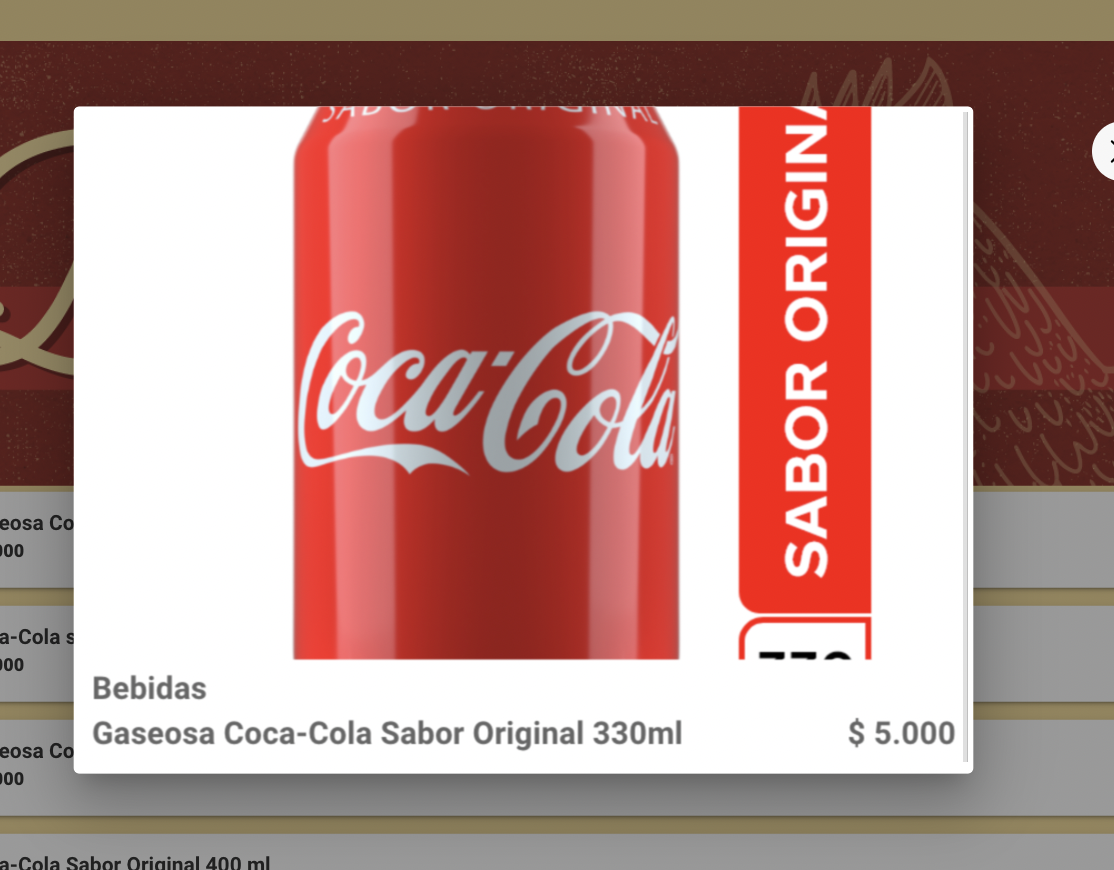 SABOR ORIGINAL
Coca-Cola
SABOR ORIGINA
330
Bebidas
Gaseosa Coca-Cola Sabor Original 330ml
$ 5.000
eosa Co
000
a-Cola s
000
eosa Co
000
a-Cola Sabor Original 400 ml